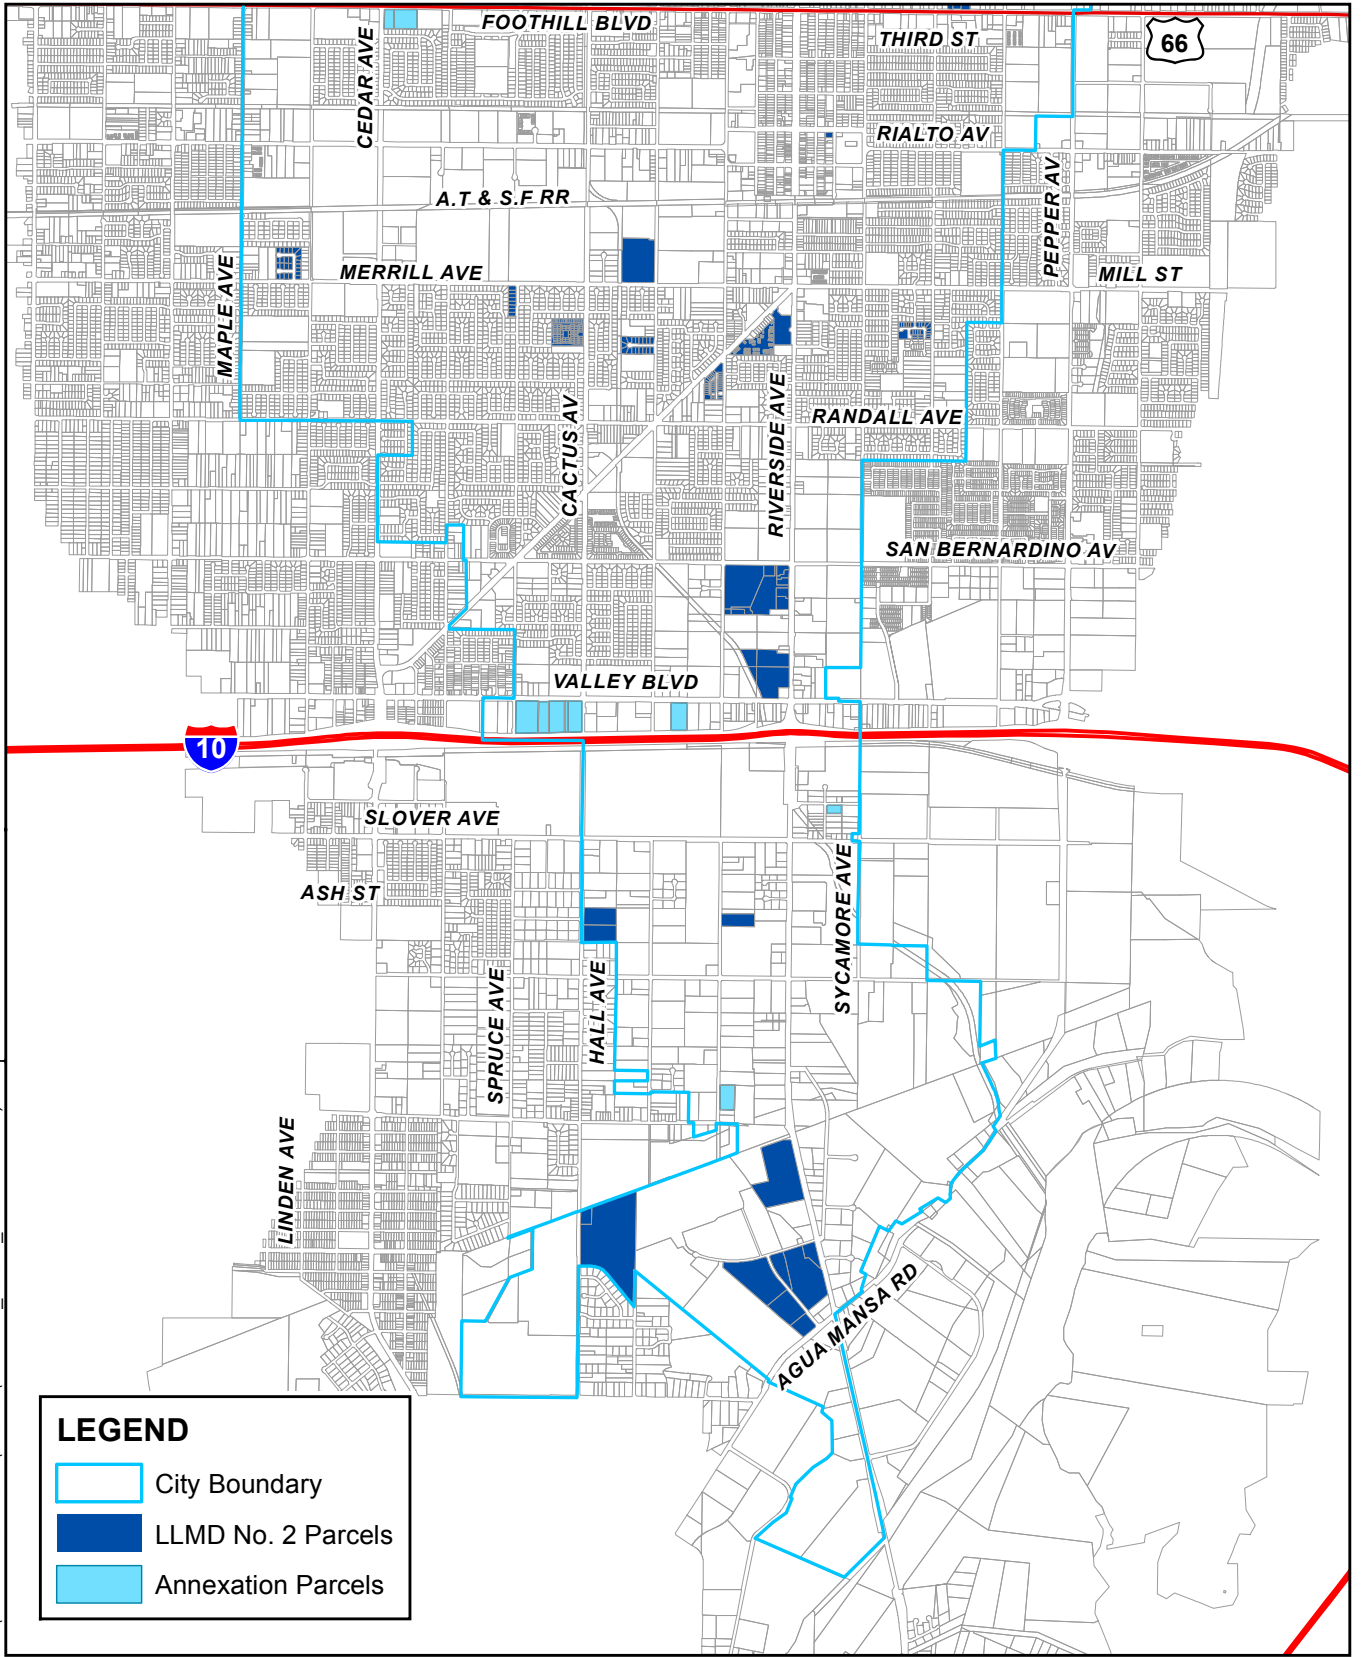 FOOTHILL BLVD
THIRD ST
66
CEDAR AVE
RIALTO AV
A.T & S.F RR
PEPPER AV
MAPLE AVE
MERRILL AVE
MILL ST
CACTUS AV
RIVERSIDE AVE
RANDALL AVE
SAN BERNARDINO AV
VALLEY BLVD
10
SLOVER AVE
ASH ST
SYCAMORE AVE
SPRUCE AVE
HALL AVE
LINDEN AVE
AGUA MANSA RD
LEGEND
City Boundary
LLMD No. 2 Parcels
Annexation Parcels